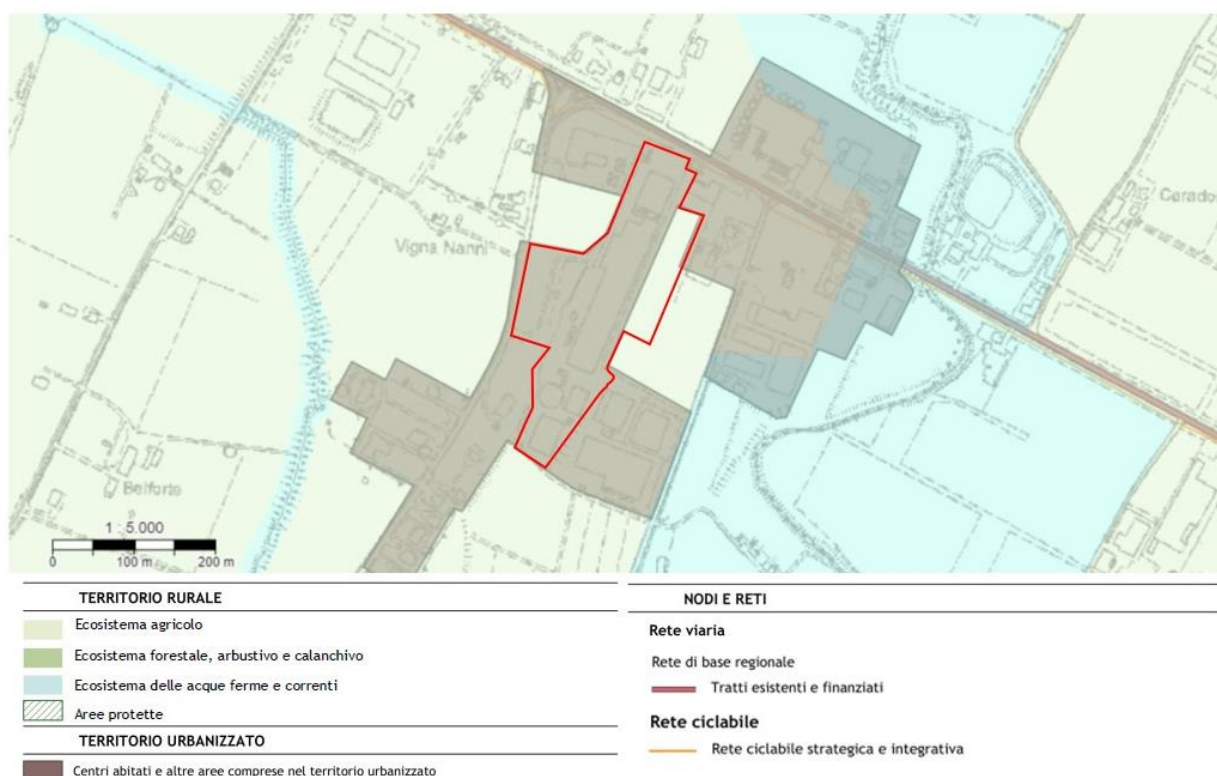 Vigna Nanni
Carado
Belforte
1 : 5.000
0 100 m 200 m
TERRITORIO RURALE
Ecosistema agricolo
Ecosistema forestale, arbustivo e calanchivo
Ecosistema delle acque ferme e correnti
Aree protette
TERRITORIO URBANIZZATO
Centri abitati e altre aree comprese nel territorio urbanizzato
NODI E RETI
Rete viaria
Rete di base regionale
Tratti esistenti e finanziati
Rete ciclabile
Rete ciclabile strategica e integrativa